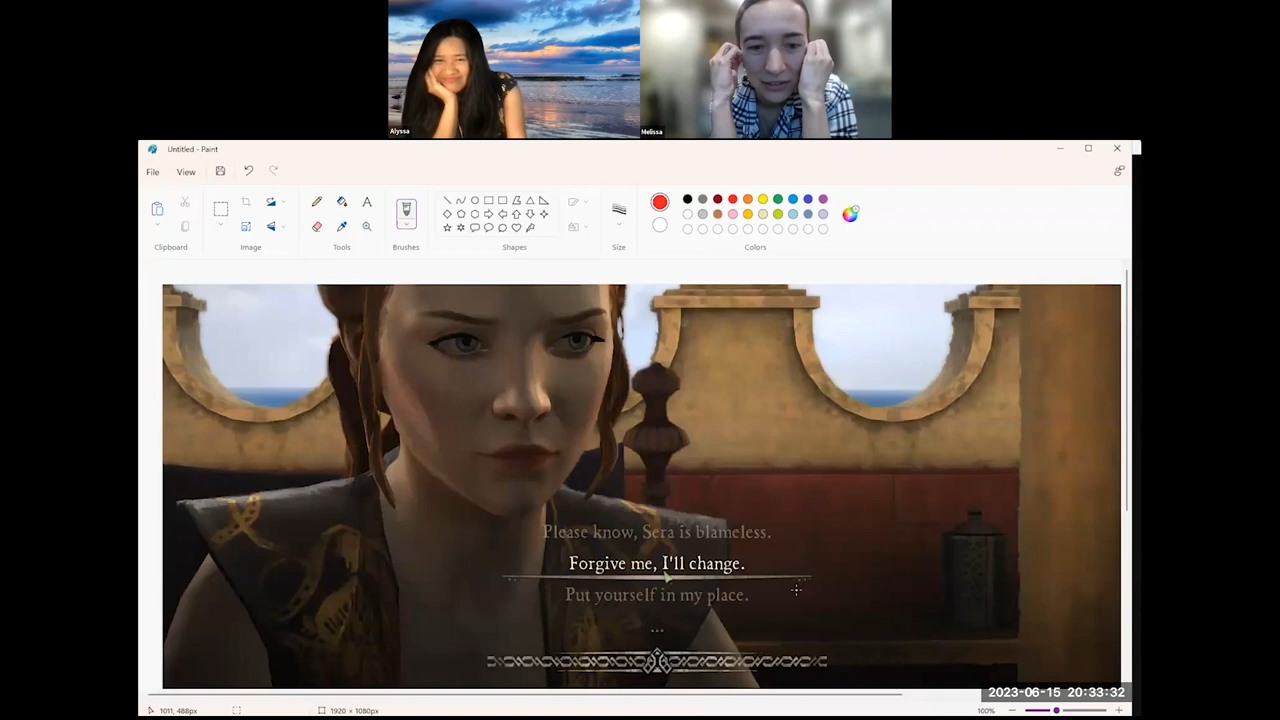 Alyssa
Melissa
Untitled - Paint
File
View
Clipboard
Image
Tools
Brushes
Shapes
Size
Colors
Please know, Sera is blameless.
Forgive me, I'll change.
Put yourself in my place.
...
2023-06-15 20:33:32
1011, 488px
1920 × 1080px
100%